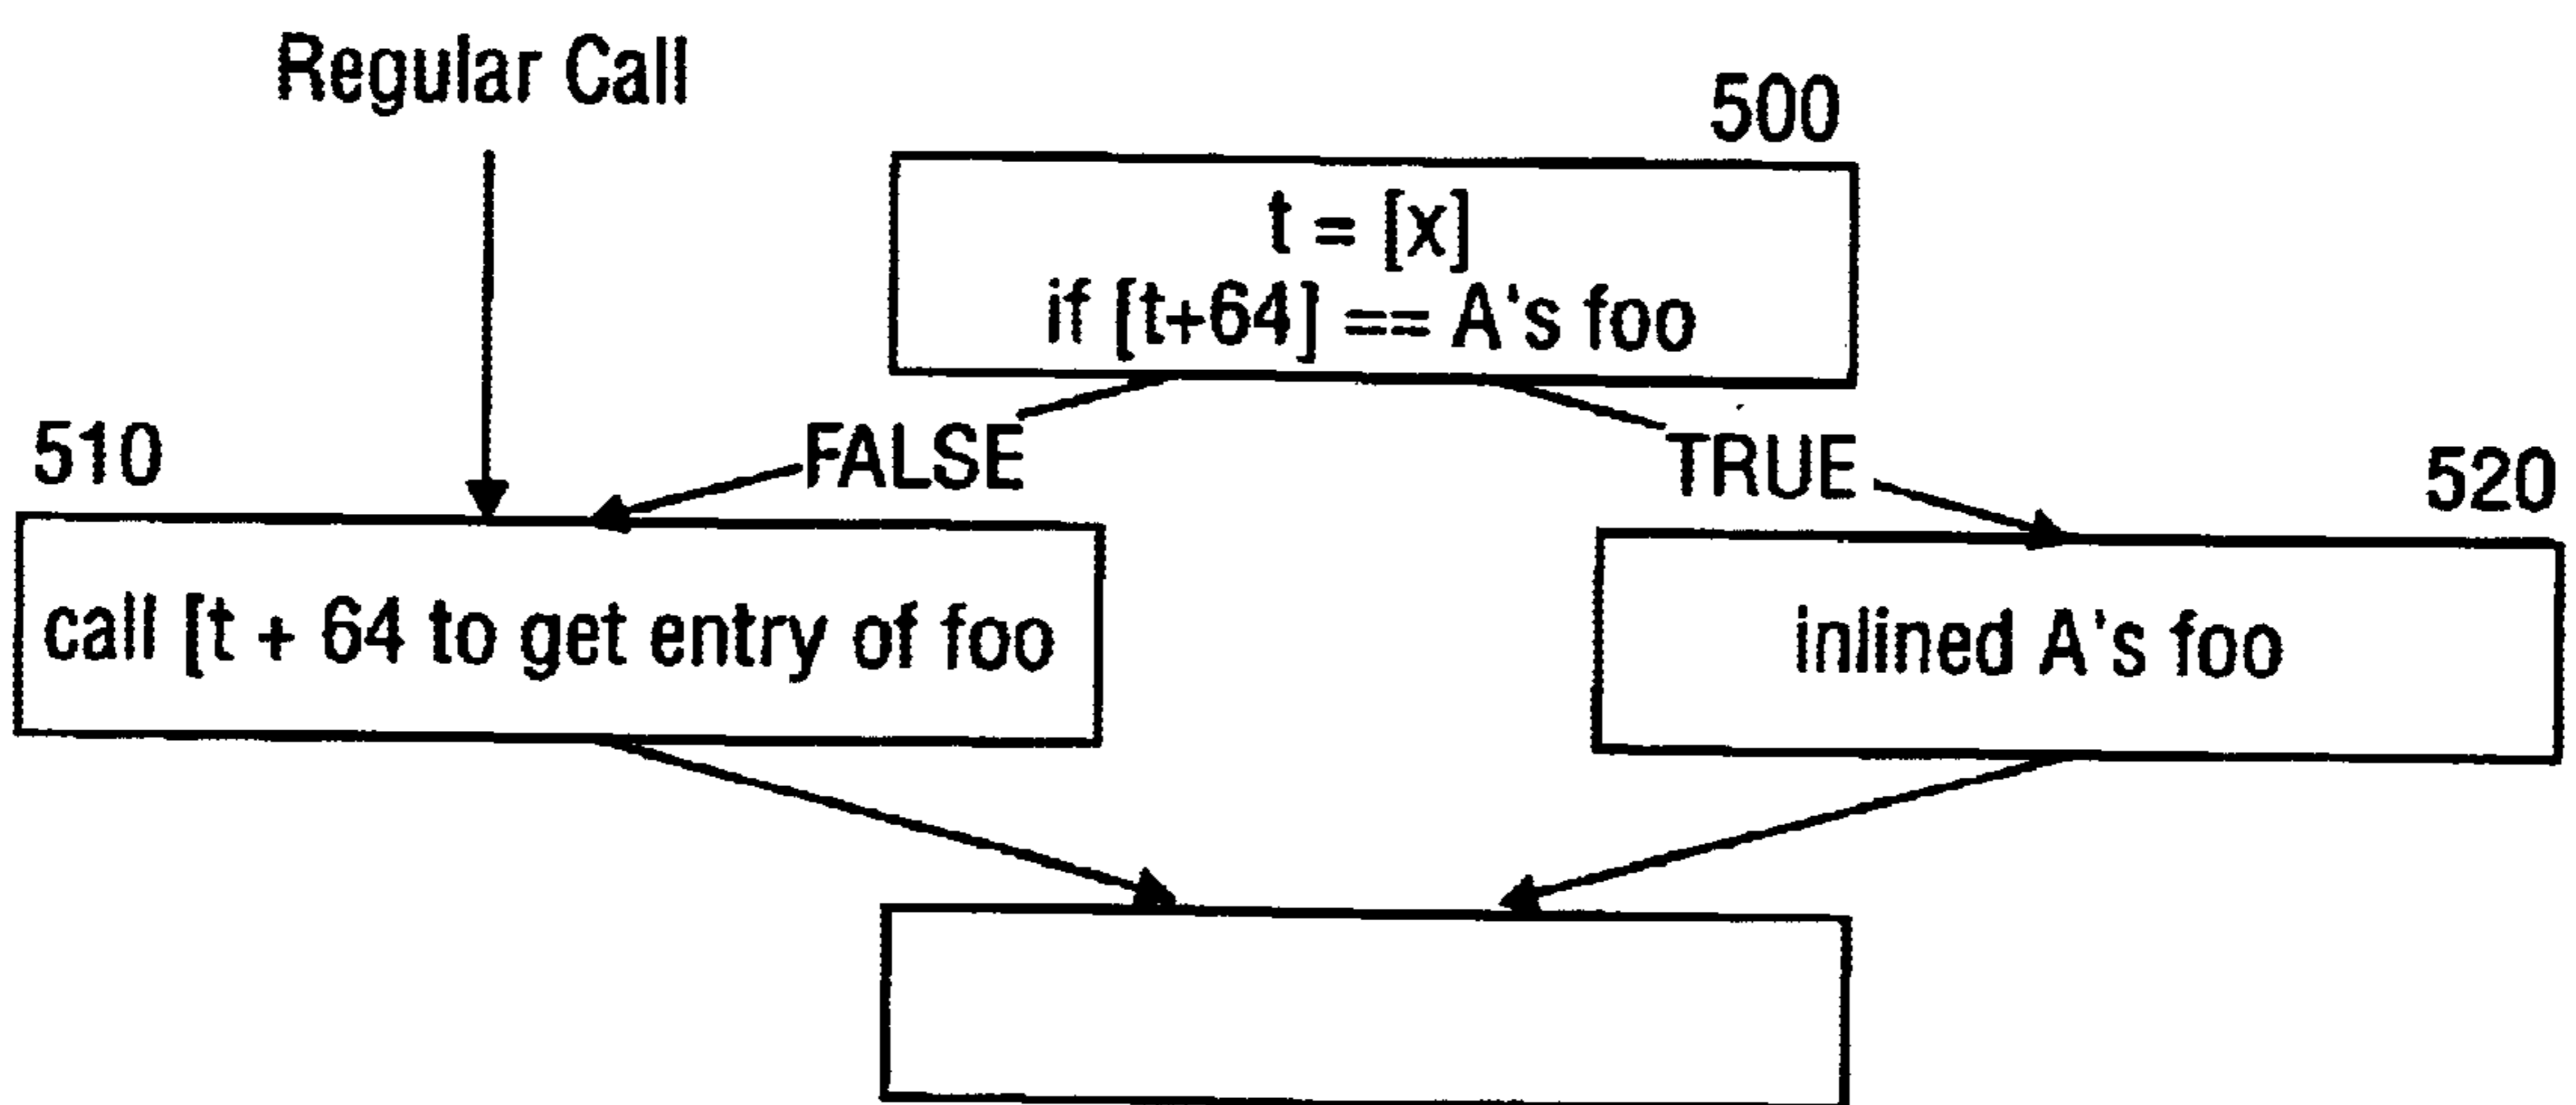 Regular Call
500
t = [x]
if [t+64] == A's foo
FALSE
TRUE
510
520
call [t + 64 to get entry of foo
inlined A's foo